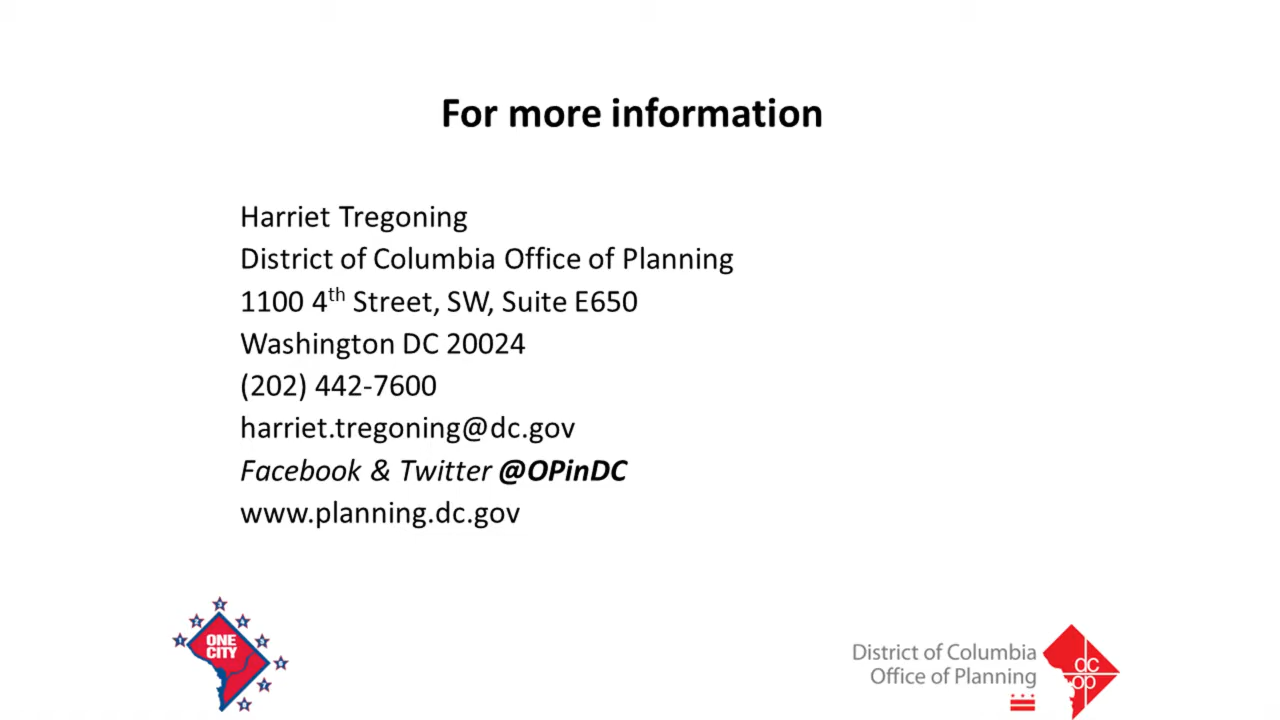 For more information
Harriet Tregoning
District of Columbia Office of Planning
1100 4th Street, SW, Suite E650
Washington DC 20024
(202) 442-7600
harriet.tregoning@dc.gov
Facebook & Twitter @OPinDC
www.planning.dc.gov
ONE
CITY
District of Columbia
Office of Planning
dc
op